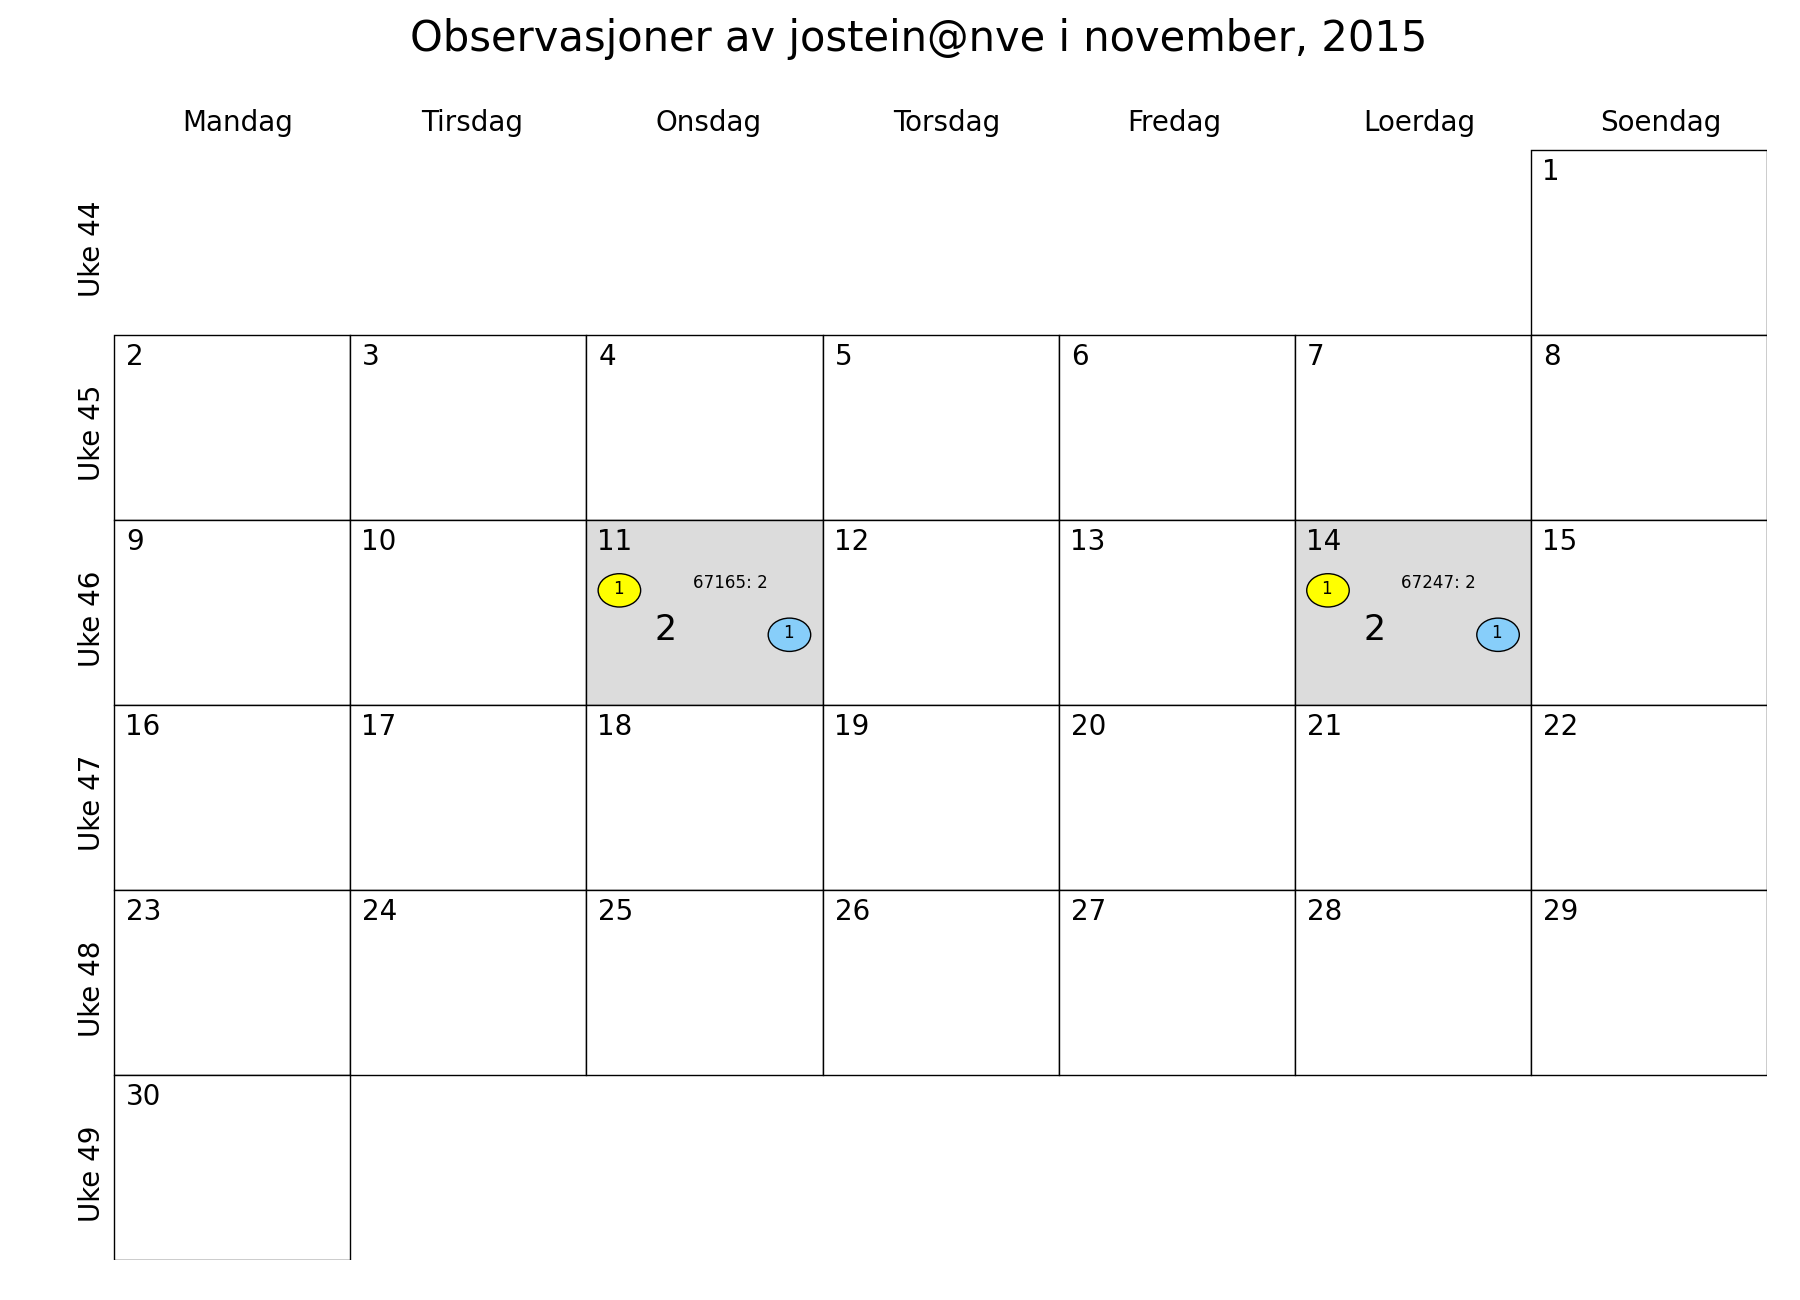 Observasjoner av jostein@nve i november, 2015
Mandag Tirsdag Onsdag Torsdag Fredag Loerdag Soendag
Uke 44
1
Uke 45
2 3 4 5 6 7 8
Uke 46
9 10 11 12 13 14 15
1 67165: 2 1 67247: 2
2 1 2 1
Uke 47
16 17 18 19 20 21 22
Uke 48
23 24 25 26 27 28 29
Uke 49
30